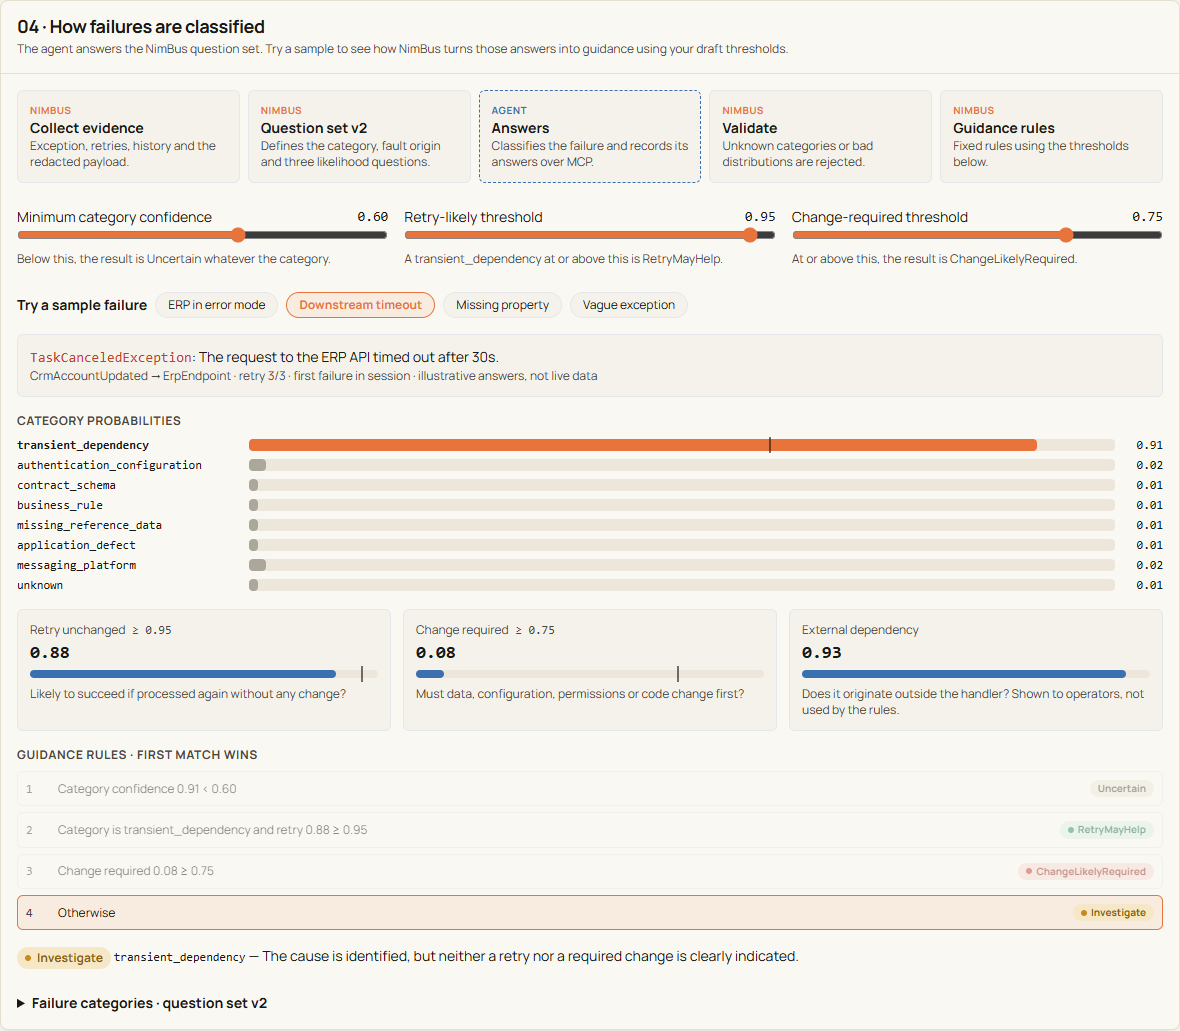 04 · How failures are classified
The agent answers the NimBus question set. Try a sample to see how NimBus turns those answers into guidance using your draft thresholds.
NIMBUS
Collect evidence
Exception, retries, history and the
redacted payload.
NIMBUS
Question set v2
Defines the category, fault origin
and three likelihood questions.
AGENT
Answers
Classifies the failure and records its
answers over MCP.
NIMBUS
Validate
Unknown categories or bad
distributions are rejected.
NIMBUS
Guidance rules
Fixed rules using the thresholds
below.
Minimum category confidence 0.60
Below this, the result is Uncertain whatever the category.
Retry-likely threshold 0.95
A transient_dependency at or above this is RetryMayHelp.
Change-required threshold 0.75
At or above this, the result is ChangeLikelyRequired.
Try a sample failure ERP in error mode Downstream timeout Missing property Vague exception
TaskCanceledException: The request to the ERP API timed out after 30s.
CrmAccountUpdated → ErpEndpoint · retry 3/3 · first failure in session · illustrative answers, not live data
CATEGORY PROBABILITIES
transient_dependency 0.91
authentication_configuration 0.02
contract_schema 0.01
business_rule 0.01
missing_reference_data 0.01
application_defect 0.01
messaging_platform 0.02
unknown 0.01
Retry unchanged ≥ 0.95
0.88
Likely to succeed if processed again without any change?
Change required ≥ 0.75
0.08
Must data, configuration, permissions or code change first?
External dependency
0.93
Does it originate outside the handler? Shown to operators, not
used by the rules.
GUIDANCE RULES · FIRST MATCH WINS
1 Category confidence 0.91 < 0.60 Uncertain
2 Category is transient_dependency and retry 0.88 ≥ 0.95 RetryMayHelp
3 Change required 0.08 ≥ 0.75 ChangeLikelyRequired
4 Otherwise Investigate
Investigate transient_dependency — The cause is identified, but neither a retry nor a required change is clearly indicated.
Failure categories · question set v2